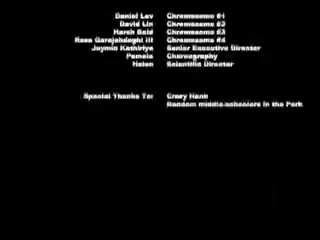 Daniel Lev Chromosome #1
David Lin Chromosome #2
Harsh Baid Chromosome #3
Reza Garajehdaghi III Chromosome #4
Jaymin Kathiriya Senior Executive Director
Pamela Choreography
Helen Scientific Director
Special Thanks To: Crazy Hank
Random middle-schoolers in the Park